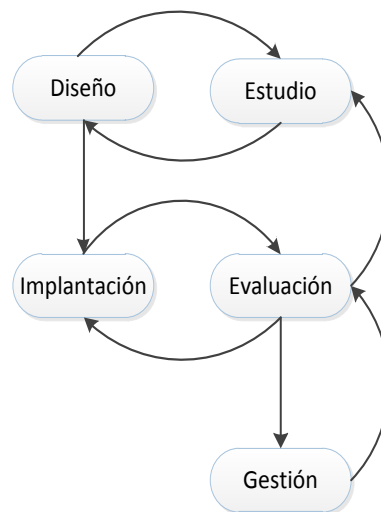 Diseño
Estudio
Implantación
Evaluación
Gestión